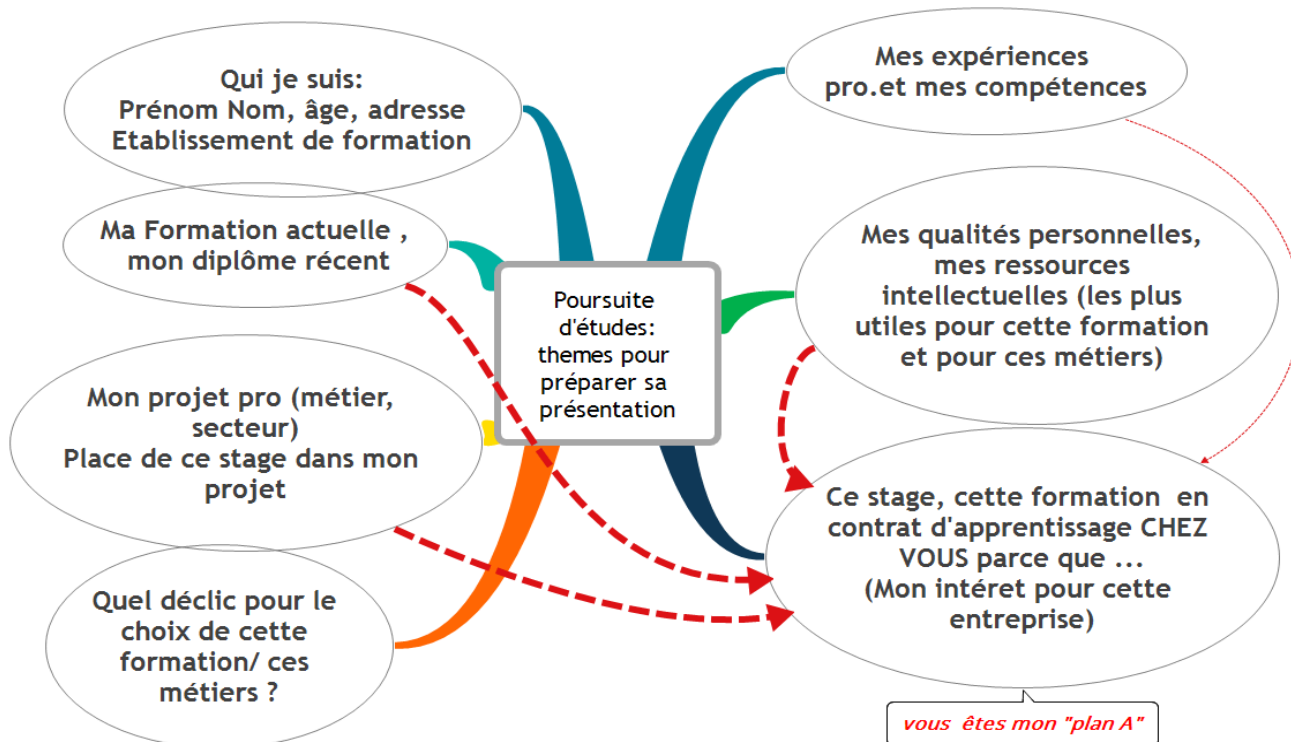 Qui je suis:
Prénom Nom, âge, adresse
Etablissement de formation
Ma Formation actuelle ,
mon diplôme récent
Mon projet pro (métier,
secteur)
Place de ce stage dans mon
projet
Quel déclic pour le
choix de cette
formation/ ces
métiers ?
Poursuite
d'études:
themes pour
préparer sa
présentation
Mes expériences
pro.et mes compétences
Mes qualités personnelles,
mes ressources
intellectuelles (les plus
utiles pour cette formation
et pour ces métiers)
Ce stage, cette formation en
contrat d'apprentissage CHEZ
VOUS parce que ...
(Mon intéret pour cette
entreprise)
vous êtes mon "plan A"